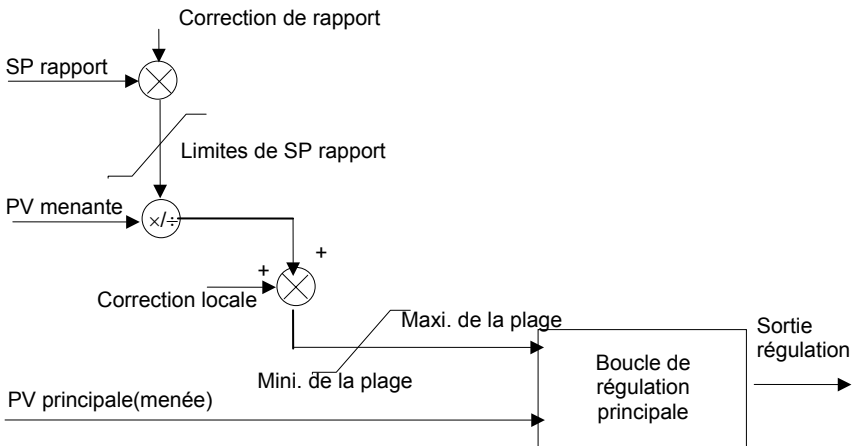 Correction de rapport
SP rapport
Limites de SP rapport
PV menante
×/÷
+
+
Correction locale
Maxi. de la plage
Mini. de la plage
Sortie
régulation
Boucle de
régulation
principale
PV principale(menée)